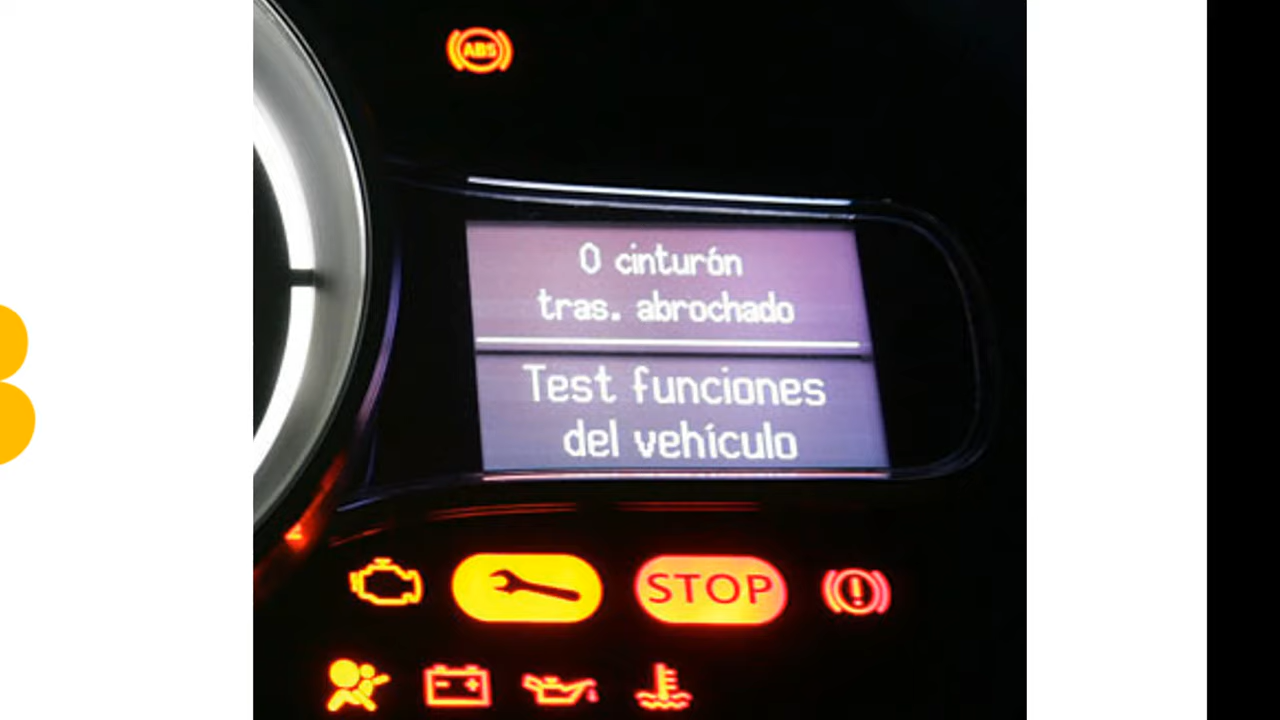 ABS
0 cinturón
tras. abrochado
Test funciones
del vehículo
STOP